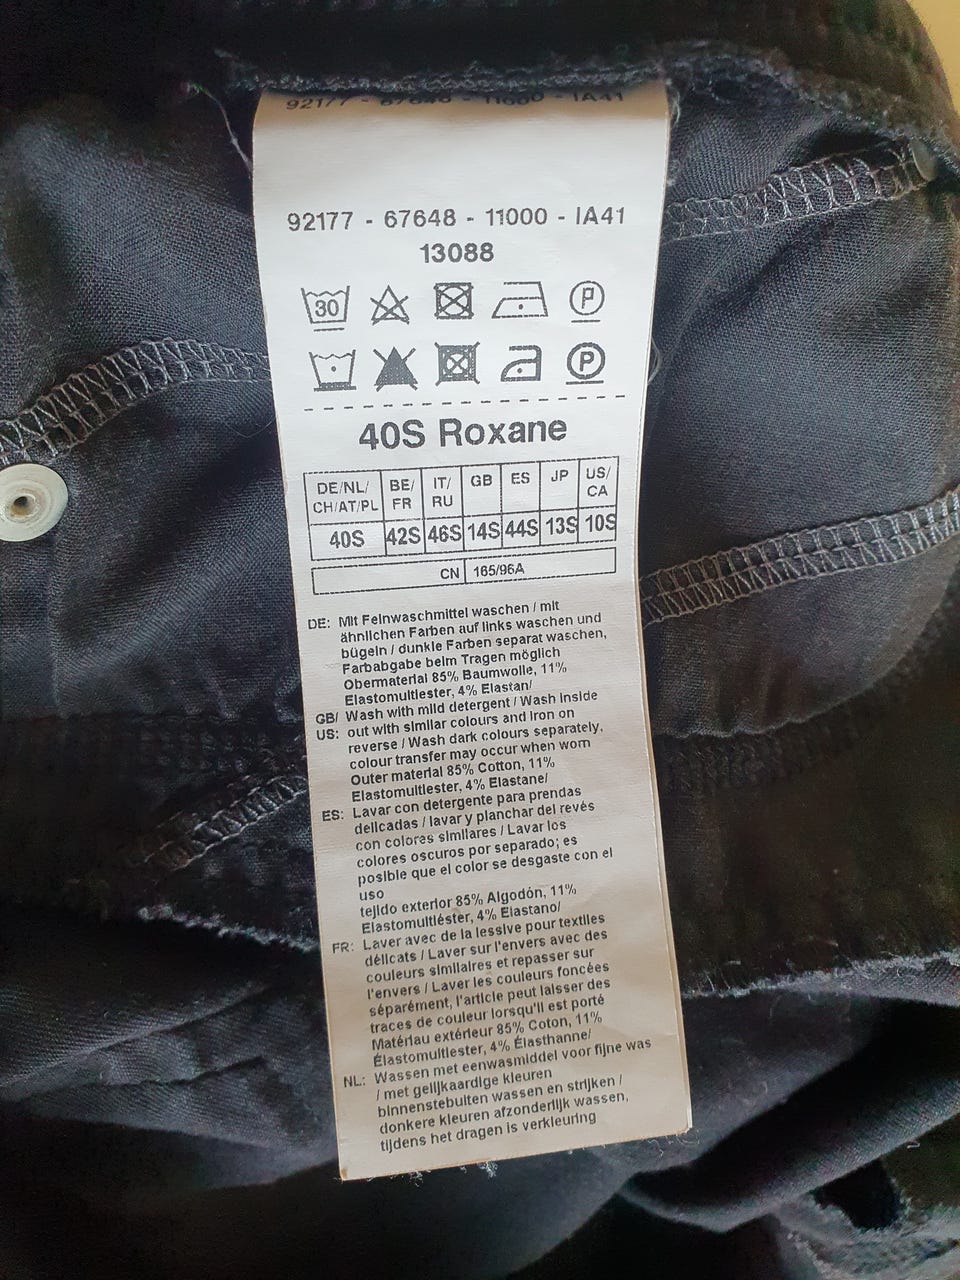 92177 - 67648 - 11000 - IA41
92177 - 67648 - 11000 - IA41
13088
30 P
P
40S Roxane
DE/NL/ CH/AT/PL BE/ FR IT/ RU GB ES JP US/ CA
40S 42S 46S 14S 44S 13S 10S
CN 165/96A
DE: Mit Feinwaschmittel waschen / mit
ähnlichen Farben auf links waschen und
bügeln / dunkle Farben separat waschen,
Farbabgabe beim Tragen möglich
Obermaterial 85% Baumwolle, 11%
Elastomultiester, 4% Elastan/
GB/ Wash with mild detergent / Wash inside
US: out with similar colours and iron on
reverse / Wash dark colours separately,
colour transfer may occur when worn
Outer material 85% Cotton, 11%
Elastomultiester, 4% Elastane/
ES: Lavar con detergente para prendas
delicadas / lavar y planchar del revés
con colores similares / Lavar los
colores oscuros por separado; es
posible que el color se desgaste con el
uso
tejido exterior 85% Algodón, 11%
Elastomultiéster, 4% Elastano/
FR: Laver avec de la lessive pour textiles
délicats / Laver sur l'envers avec des
couleurs similaires et repasser sur
l'envers / Laver les couleurs foncées
séparément, l'article peut laisser des
traces de couleur lorsqu'il est porté
Matériau extérieur 85% Coton, 11%
Élastomultiester, 4% Élasthanne/
NL: Wassen met eenwasmiddel voor fijne was
/ met gelijkaardige kleuren
binnenstebuiten wassen en strijken /
donkere kleuren afzonderlijk wassen,
tijdens het dragen is verkleuring